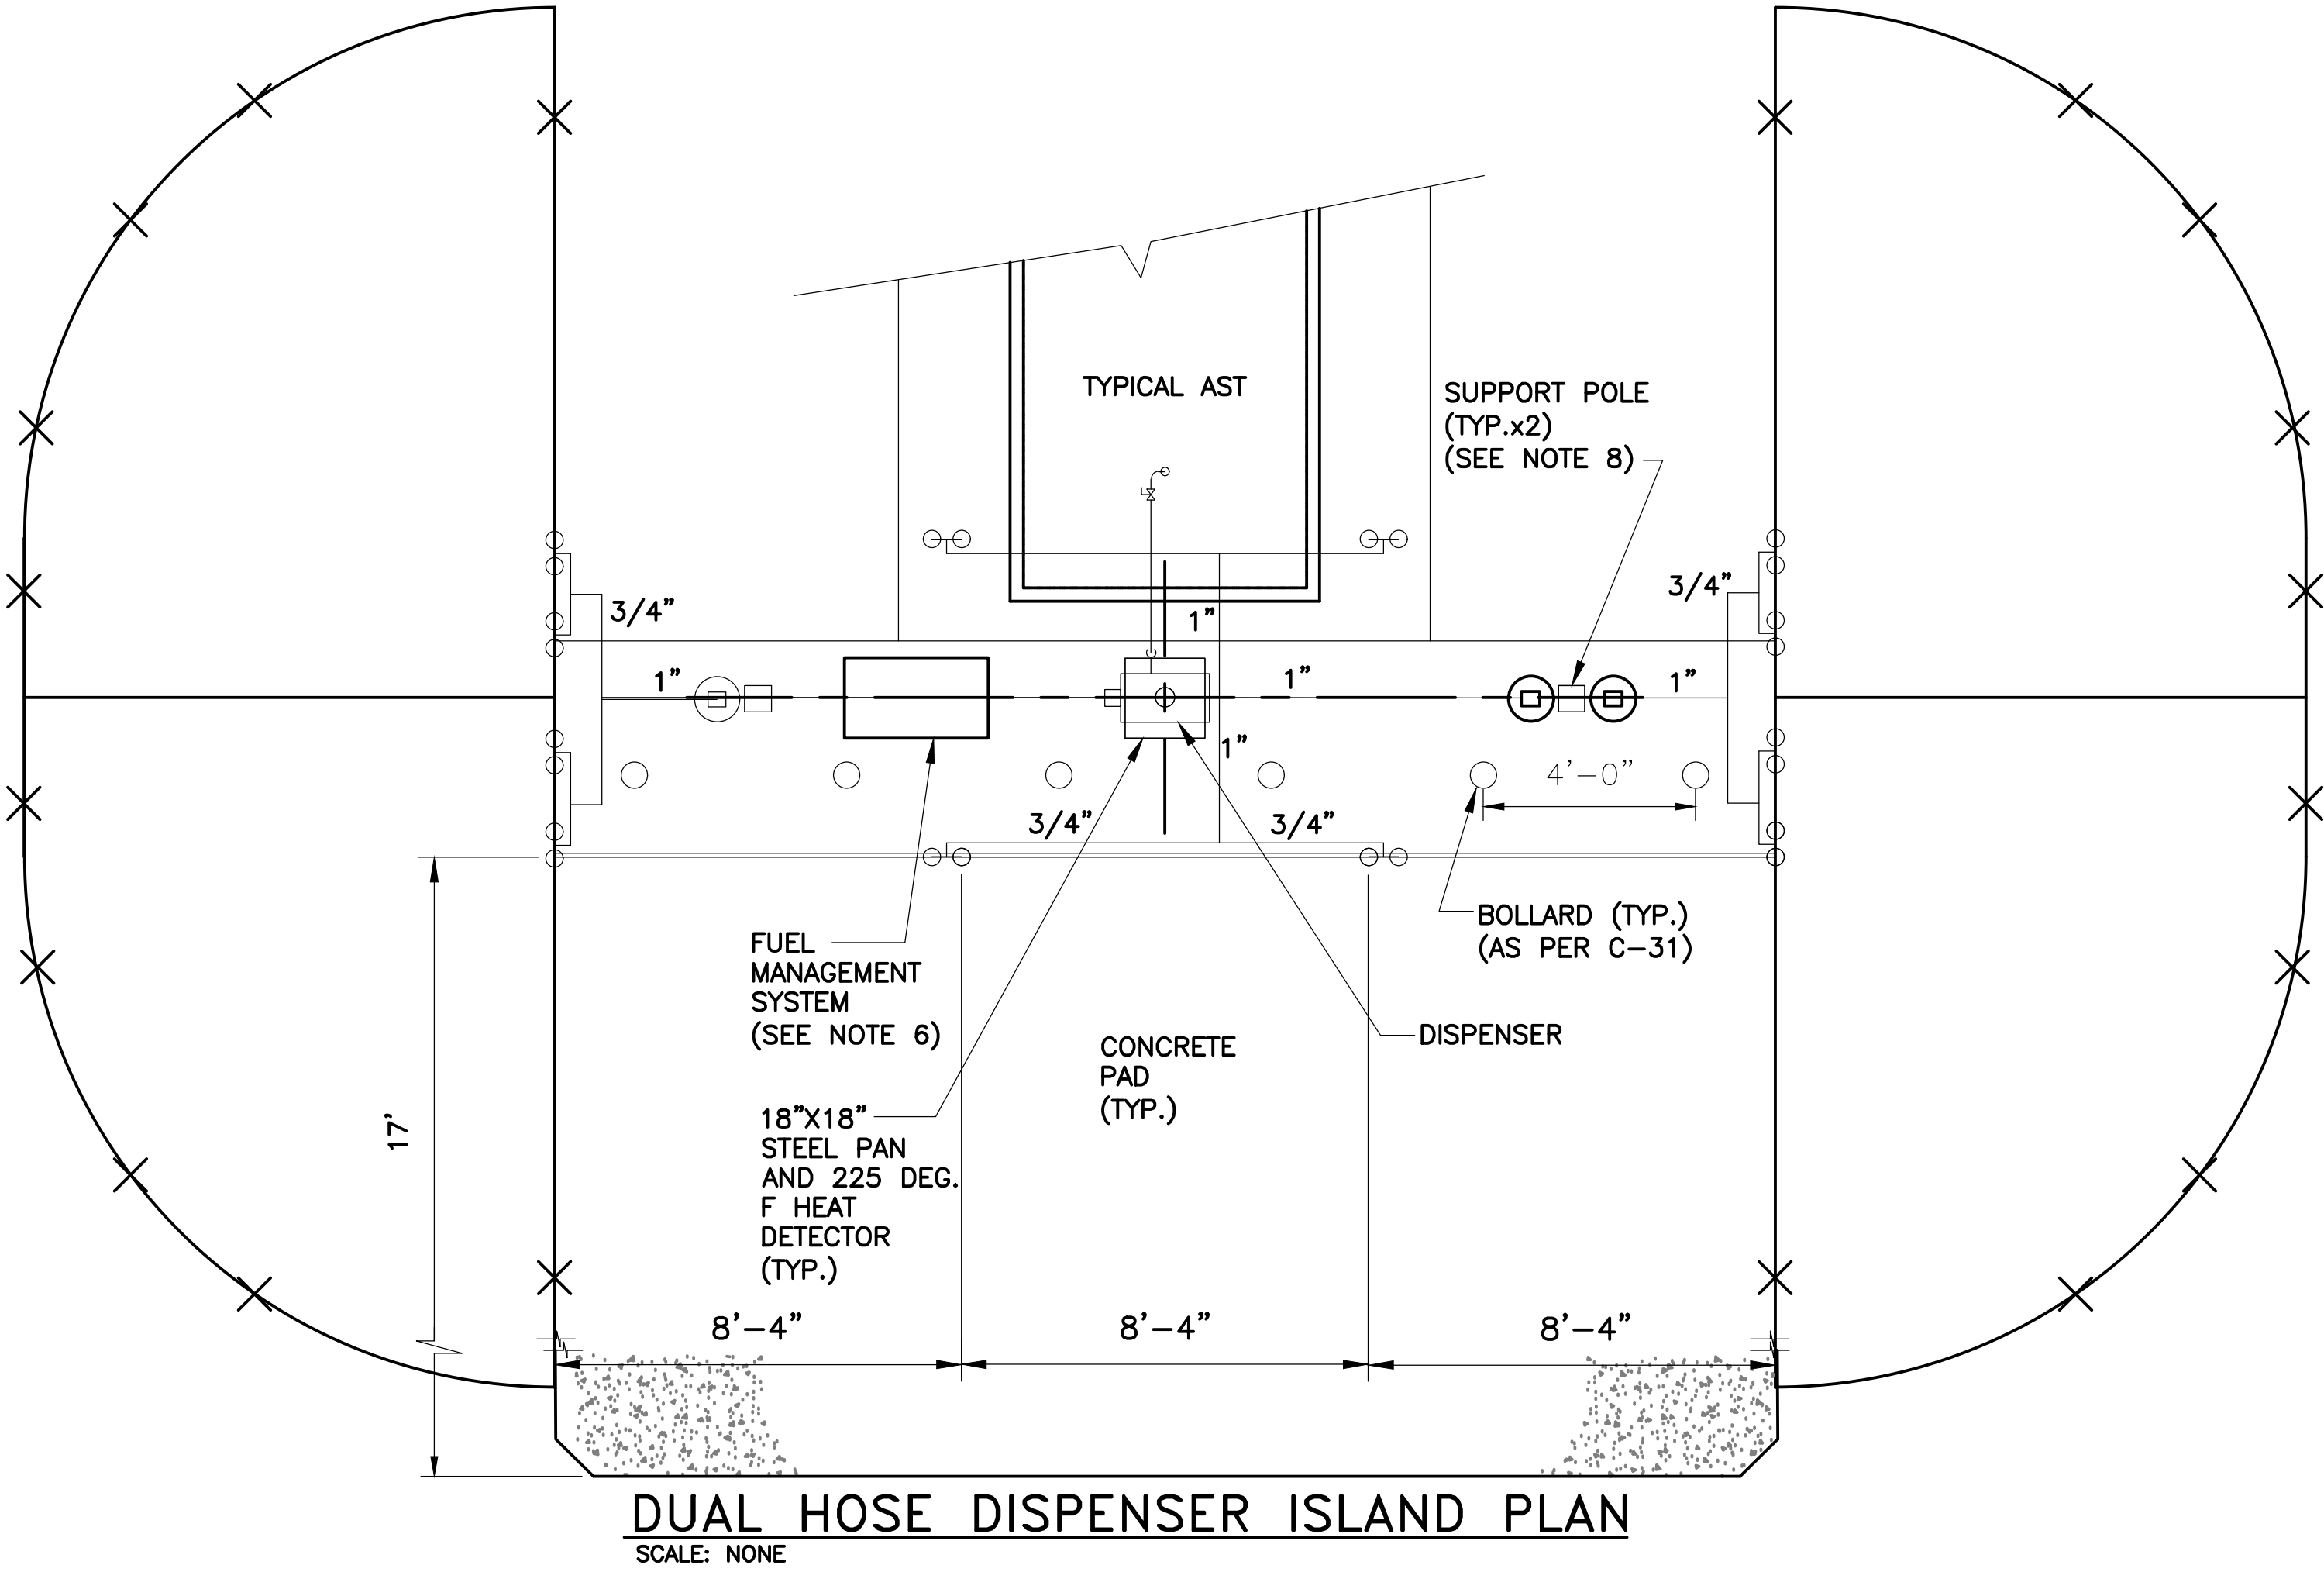 TYPICAL AST
SUPPORT POLE
(TYP.x2)
(SEE NOTE 8)
3/4"
3/4"
1"
1"
1"
1"
1"
4'-0"
3/4"
3/4"
BOLLARD (TYP.)
(AS PER C-31)
FUEL
MANAGEMENT
SYSTEM
(SEE NOTE 6)
DISPENSER
CONCRETE
PAD
(TYP.)
17'
18"X18"
STEEL PAN
AND 225 DEG.
F HEAT
DETECTOR
(TYP.)
8'-4"
8'-4"
8'-4"
DUAL HOSE DISPENSER ISLAND PLAN
SCALE: NONE